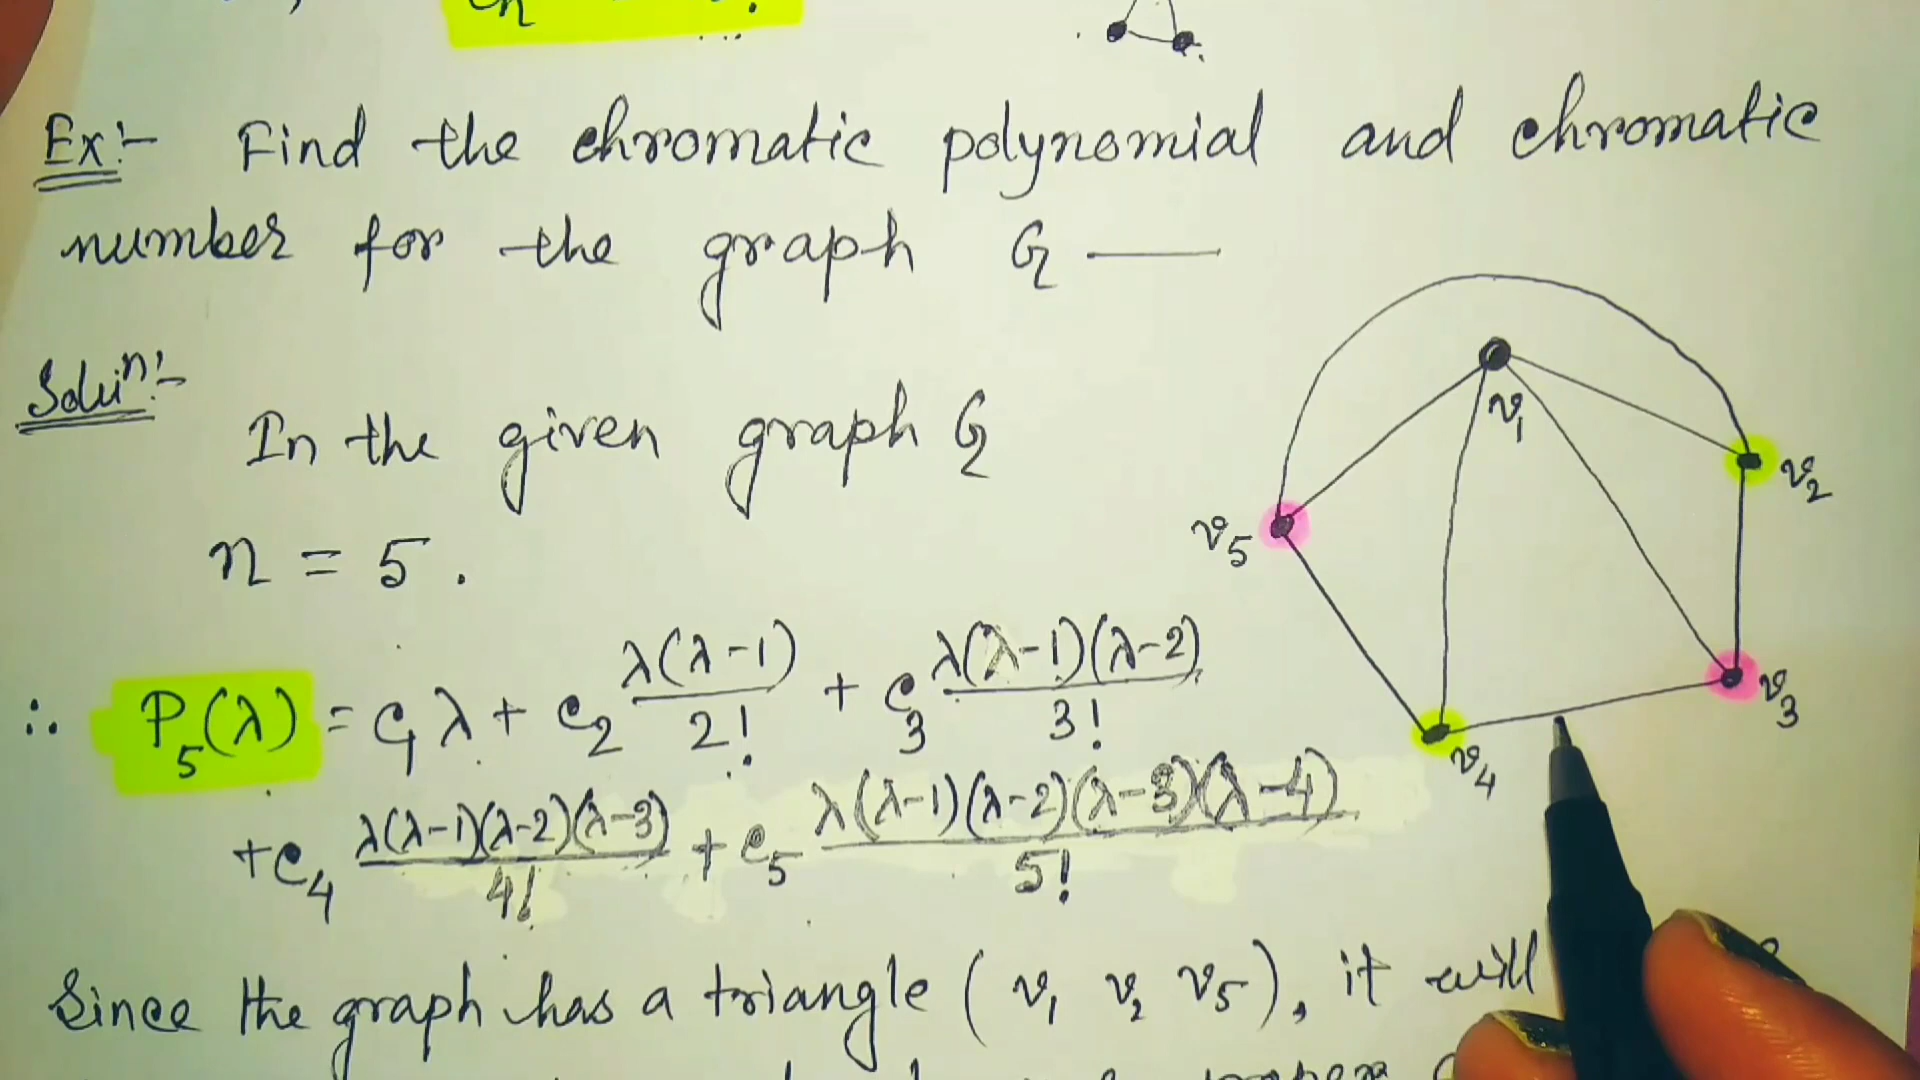 Ex:- Find the chromatic polynomial and chromatic
number for the graph G —
Soluⁿ:-
In the given graph G
n = 5.
∴ P₅(λ) = c₁λ + c₂ λ(λ-1)/2! + c₃ λ(λ-1)(λ-2)/3!
+ c₄ λ(λ-1)(λ-2)(λ-3)/4! + c₅ λ(λ-1)(λ-2)(λ-3)(λ-4)/5!
Since the graph has a triangle (v₁ v₂ v₅), it will
v₁
v₂
v₅
v₃
v₄